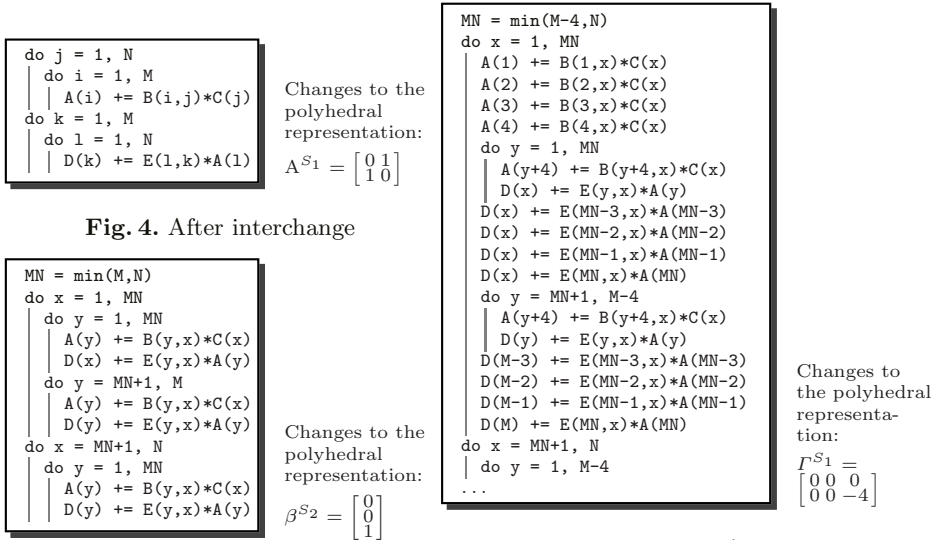 do j = 1, N
do i = 1, M
A(i) += B(i,j)*C(j)
do k = 1, M
do l = 1, N
D(k) += E(l,k)*A(l)
Changes to the
polyhedral
representation:
A^{S_1} = [0 1
1 0]
Fig. 4. After interchange
MN = min(M,N)
do x = 1, MN
do y = 1, MN
A(y) += B(y,x)*C(x)
D(x) += E(y,x)*A(y)
do y = MN+1, M
A(y) += B(y,x)*C(x)
D(y) += E(y,x)*A(y)
do x = MN+1, N
do y = 1, MN
A(y) += B(y,x)*C(x)
D(y) += E(y,x)*A(y)
Changes to the
polyhedral
representation:
β^{S_2} = [0
0
1]
MN = min(M-4,N)
do x = 1, MN
A(1) += B(1,x)*C(x)
A(2) += B(2,x)*C(x)
A(3) += B(3,x)*C(x)
A(4) += B(4,x)*C(x)
do y = 1, MN
A(y+4) += B(y+4,x)*C(x)
D(x) += E(y,x)*A(y)
D(x) += E(MN-3,x)*A(MN-3)
D(x) += E(MN-2,x)*A(MN-2)
D(x) += E(MN-1,x)*A(MN-1)
D(x) += E(MN,x)*A(MN)
do y = MN+1, M-4
A(y+4) += B(y+4,x)*C(x)
D(y) += E(y,x)*A(y)
D(M-3) += E(MN-3,x)*A(MN-3)
D(M-2) += E(MN-2,x)*A(MN-2)
D(M-1) += E(MN-1,x)*A(MN-1)
D(M) += E(MN,x)*A(MN)
do x = MN+1, N
do y = 1, M-4
...
Changes to
the polyhedral
representa-
tion:
Γ^{S_1} =
[0 0 0
0 0 −4]